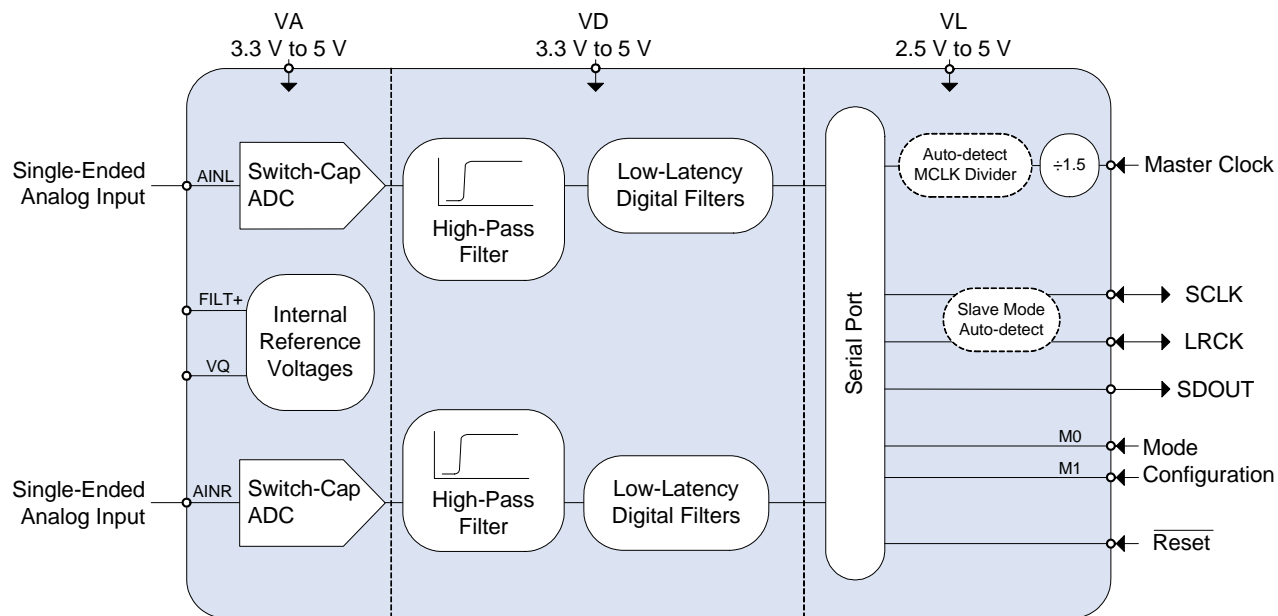 VA
3.3 V to 5 V
VD
3.3 V to 5 V
VL
2.5 V to 5 V
Single-Ended
Analog Input
AINL
Switch-Cap
ADC
High-Pass
Filter
Low-Latency
Digital Filters
Serial Port
Auto-detect
MCLK Divider
÷1.5
Master Clock
FILT+
VQ
Internal
Reference
Voltages
Slave Mode
Auto-detect
SCLK
LRCK
SDOUT
Single-Ended
Analog Input
AINR
Switch-Cap
ADC
High-Pass
Filter
Low-Latency
Digital Filters
M0
M1
Mode
Configuration
Reset